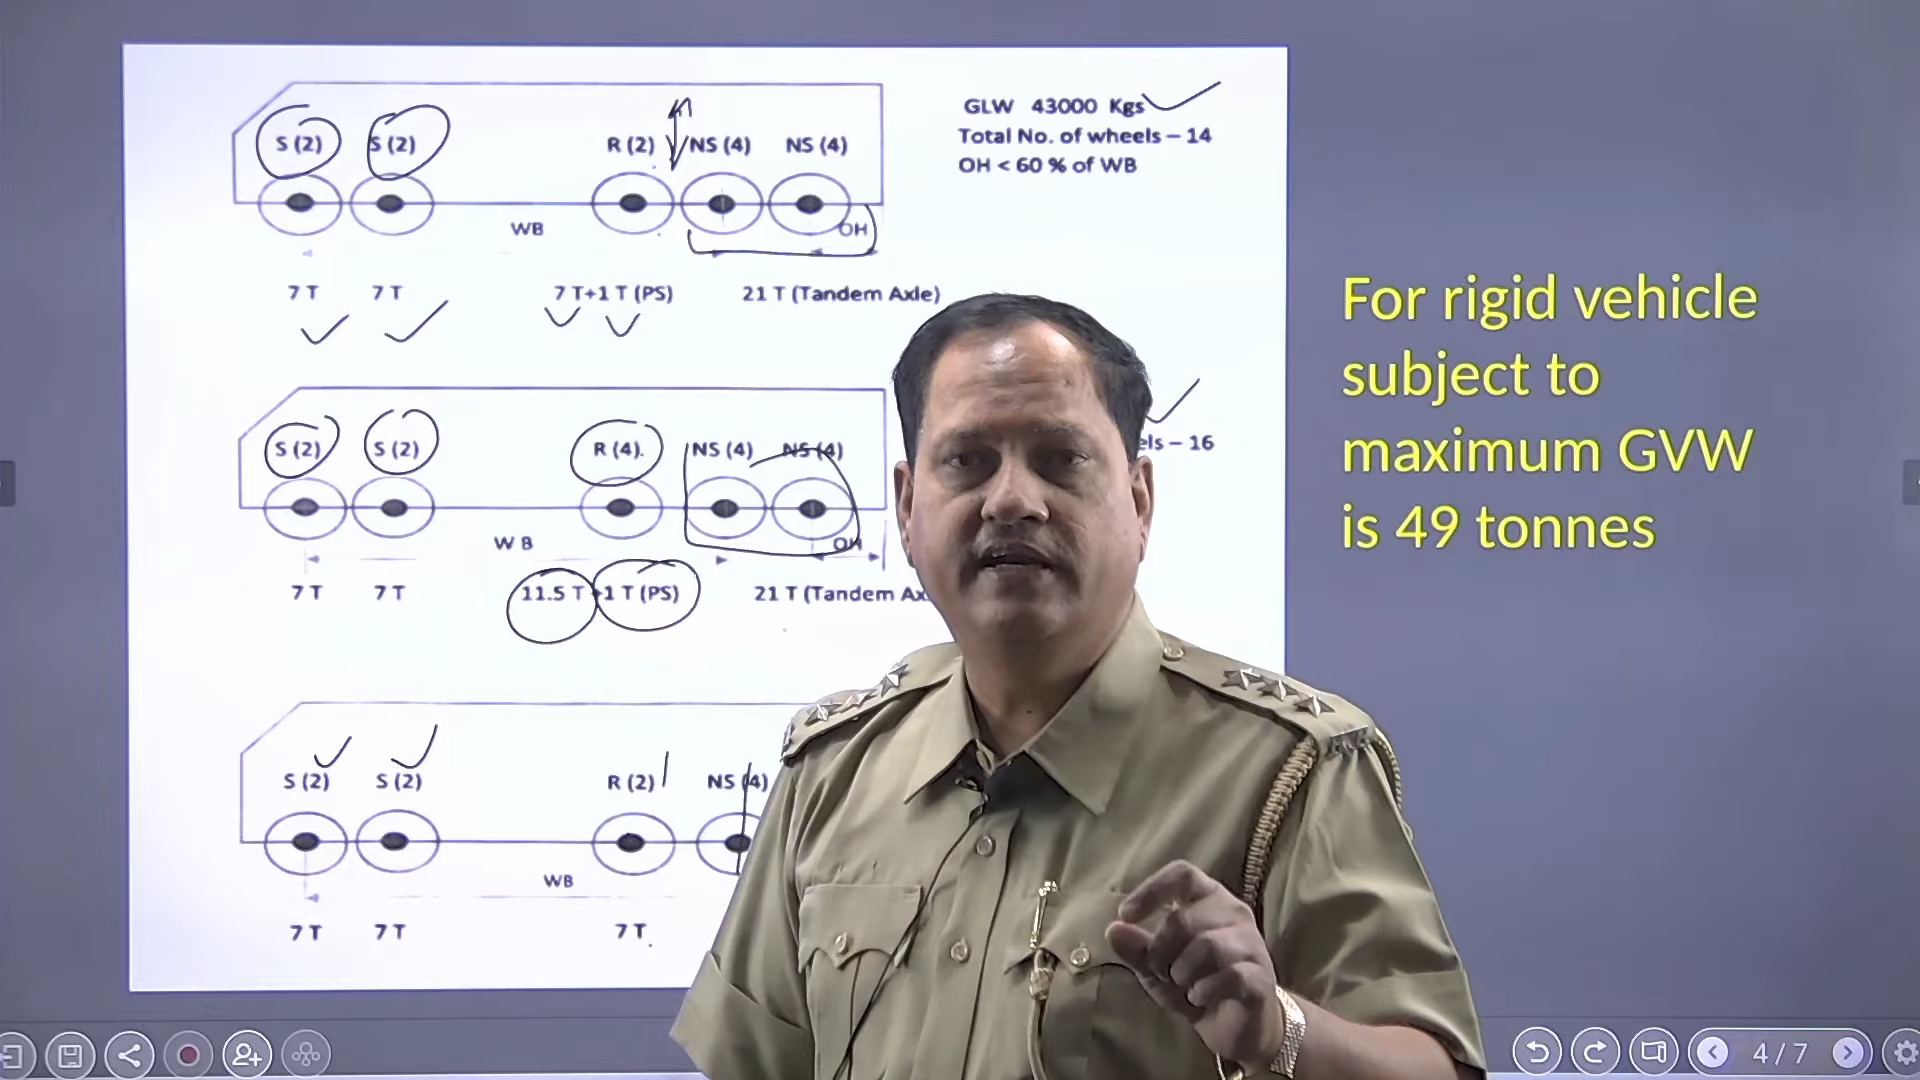 S (2) S (2) R (2) NS (4) NS (4)
GLW 43000 Kgs
Total No. of wheels – 14
OH < 60 % of WB
WB OH
7 T 7 T 7 T+1 T (PS) 21 T (Tandem Axle)
S (2) S (2) R (4). NS (4) NS (4)
els – 16
W B OH
7 T 7 T 11.5 T +1 T (PS) 21 T (Tandem Ax
S (2) S (2) R (2) NS (4)
WB
7 T 7 T 7 T.
For rigid vehicle
subject to
maximum GVW
is 49 tonnes
4 / 7